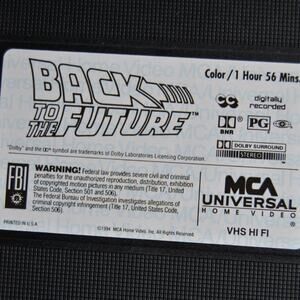 BACK
TO THE
FUTURE™
Color/1 Hour 56 Mins.
CC
digitally
recorded
DOLBY B NR
PG
DOLBY SURROUND
STEREO
"Dolby" and the symbol are trademarks of Dolby Laboratories Licensing Corporation.
FBI
WARNING! Federal law provides severe civil and criminal
penalties for the unauthorized reproduction, distribution, exhibition
of copyrighted motion pictures in any medium (Title 17, United
States Code, Section 501 and 506).
The Federal Bureau of Investigation investigates allegations of
criminal copyright infringement (Title 17, United States Code,
Section 506).
MCA
UNIVERSAL
HOME VIDEO
PRINTED IN U.S.A.
©1994 MCA Home Video, Inc. All Rights Reserved.
VHS HI FI